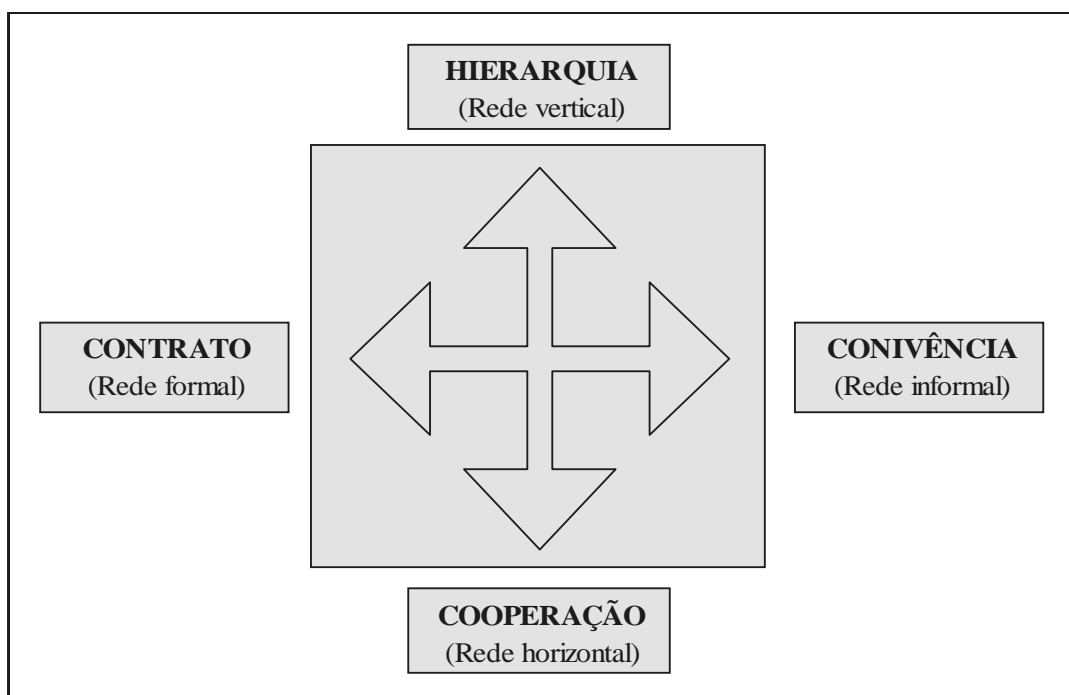 HIERARQUIA
(Rede vertical)
CONTRATO
(Rede formal)
CONIVÊNCIA
(Rede informal)
COOPERAÇÃO
(Rede horizontal)